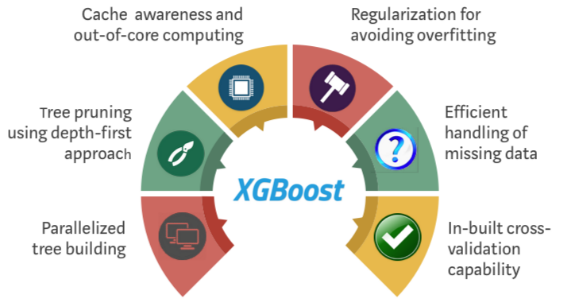 Cache awareness and
out-of-core computing
Regularization for
avoiding overfitting
Tree pruning
using depth-first
approach
Efficient
handling of
missing data
?
XGBoost
Parallelized
tree building
In-built cross-
validation
capability